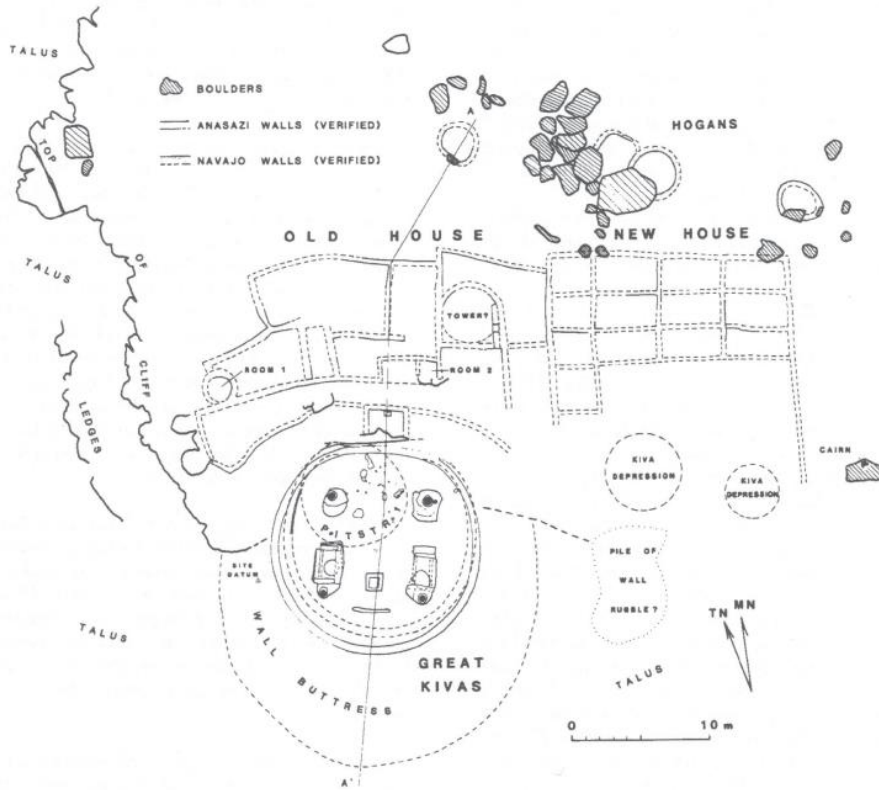 TALUS
BOULDERS
ANASAZI WALLS (VERIFIED)
NAVAJO WALLS (VERIFIED)
A
HOGANS
TOP
OF
CLIFF
TALUS
OLD HOUSE
NEW HOUSE
TOWER?
ROOM 1
ROOM 2
LEDGES
KIVA
DEPRESSION
KIVA
DEPRESSION
CAIRN
PITSTR. 1
SITE
DATUM
PILE OF
WALL
RUBBLE?
TN MN
TALUS
WALL
BUTTRESS
GREAT
KIVAS
TALUS
0 10 m
A'